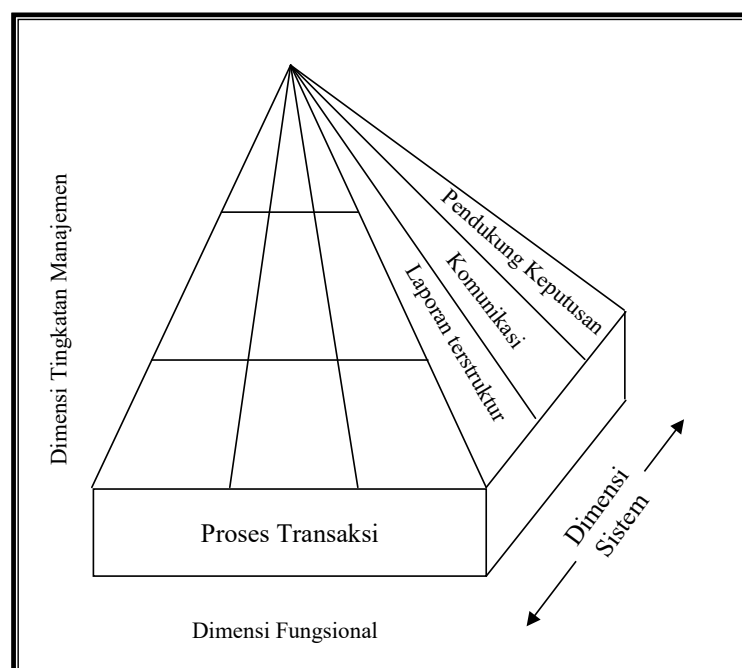 Dimensi Tingkatan Manajemen
Pendukung Keputusan
Komunikasi
Laporan terstruktur
Proses Transaksi
Dimensi
Sistem
Dimensi Fungsional